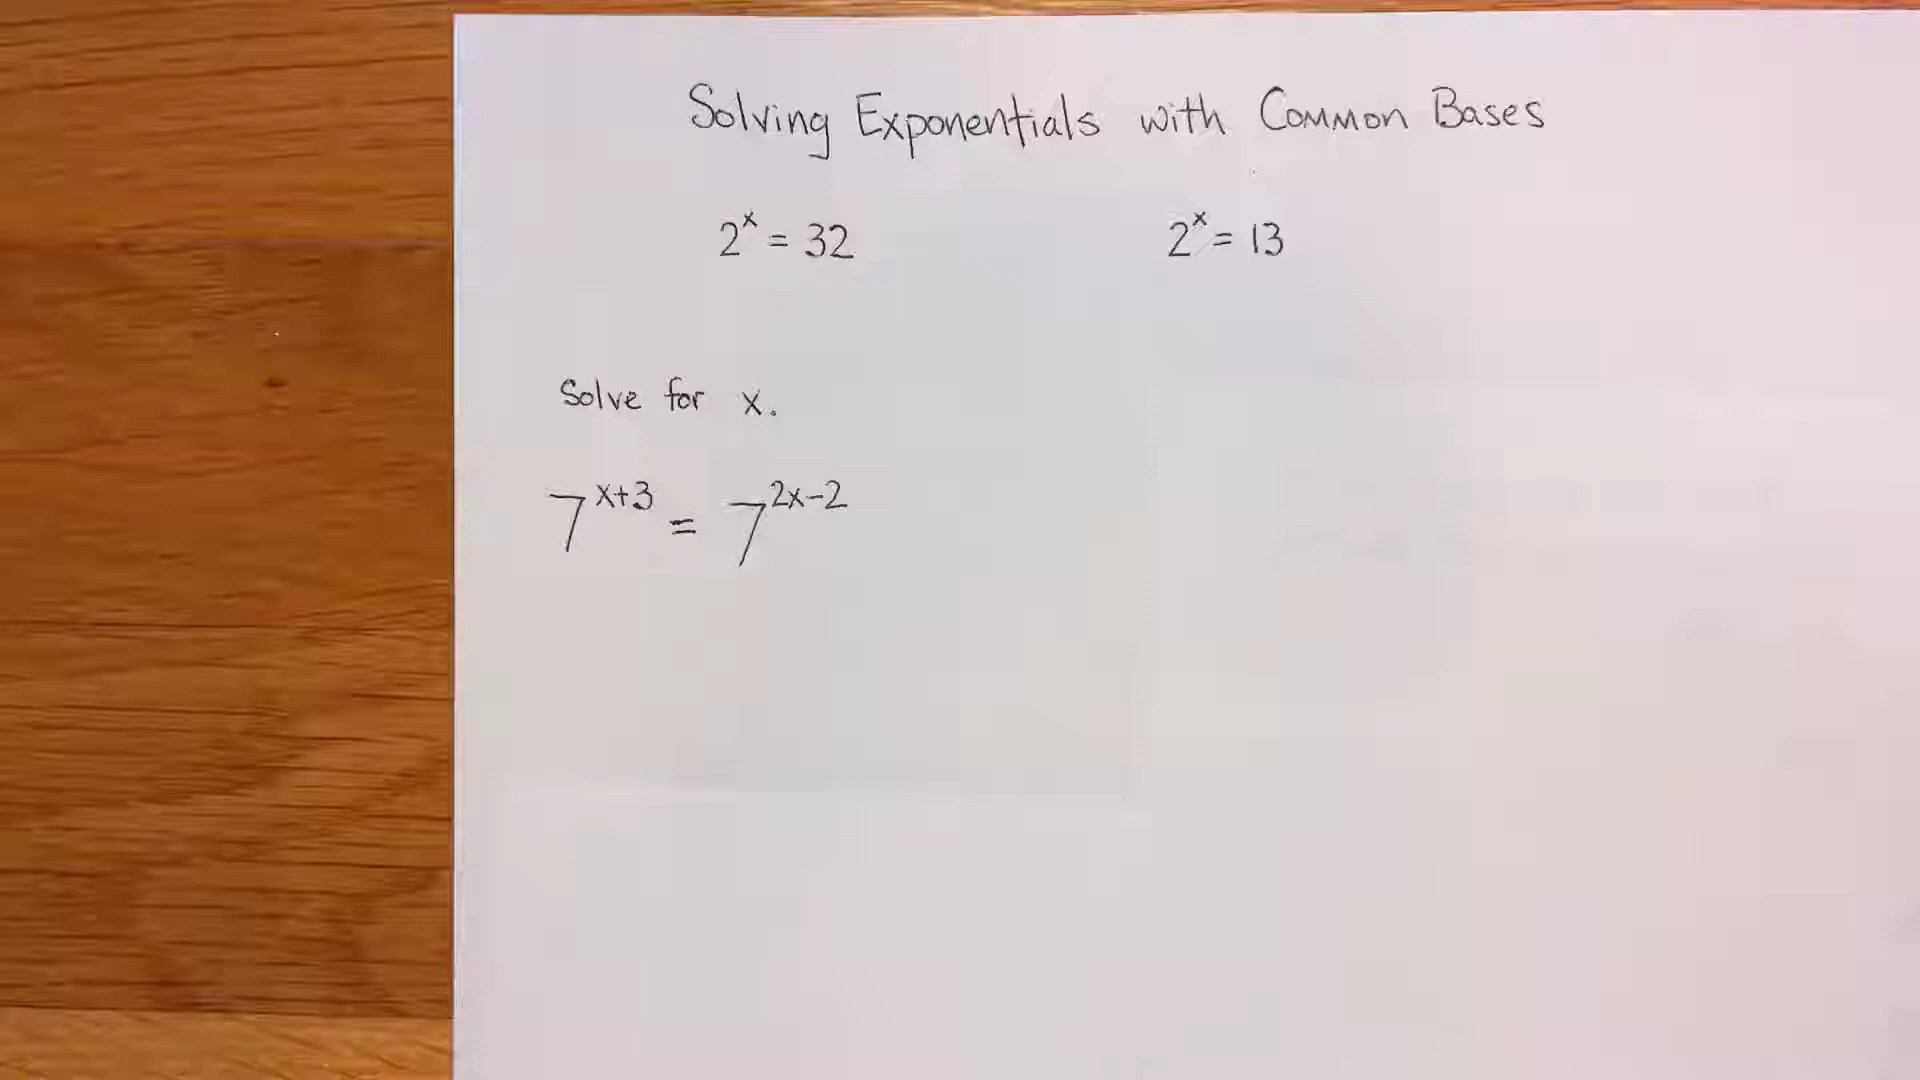 Solving Exponentials with Common Bases
2^x = 32 2^x = 13
Solve for x.
7^x+3 = 7^2x-2